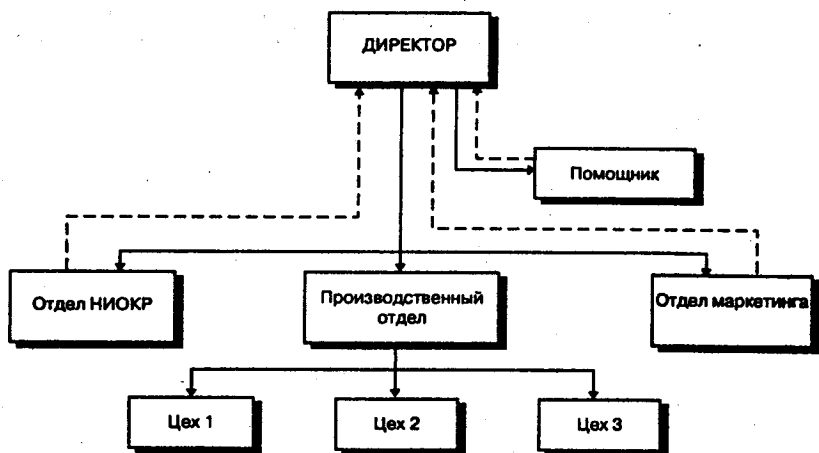 ДИРЕКТОР
Помощник
Отдел НИОКР
Производственный
отдел
Отдел маркетинга
Цех 1
Цех 2
Цех 3